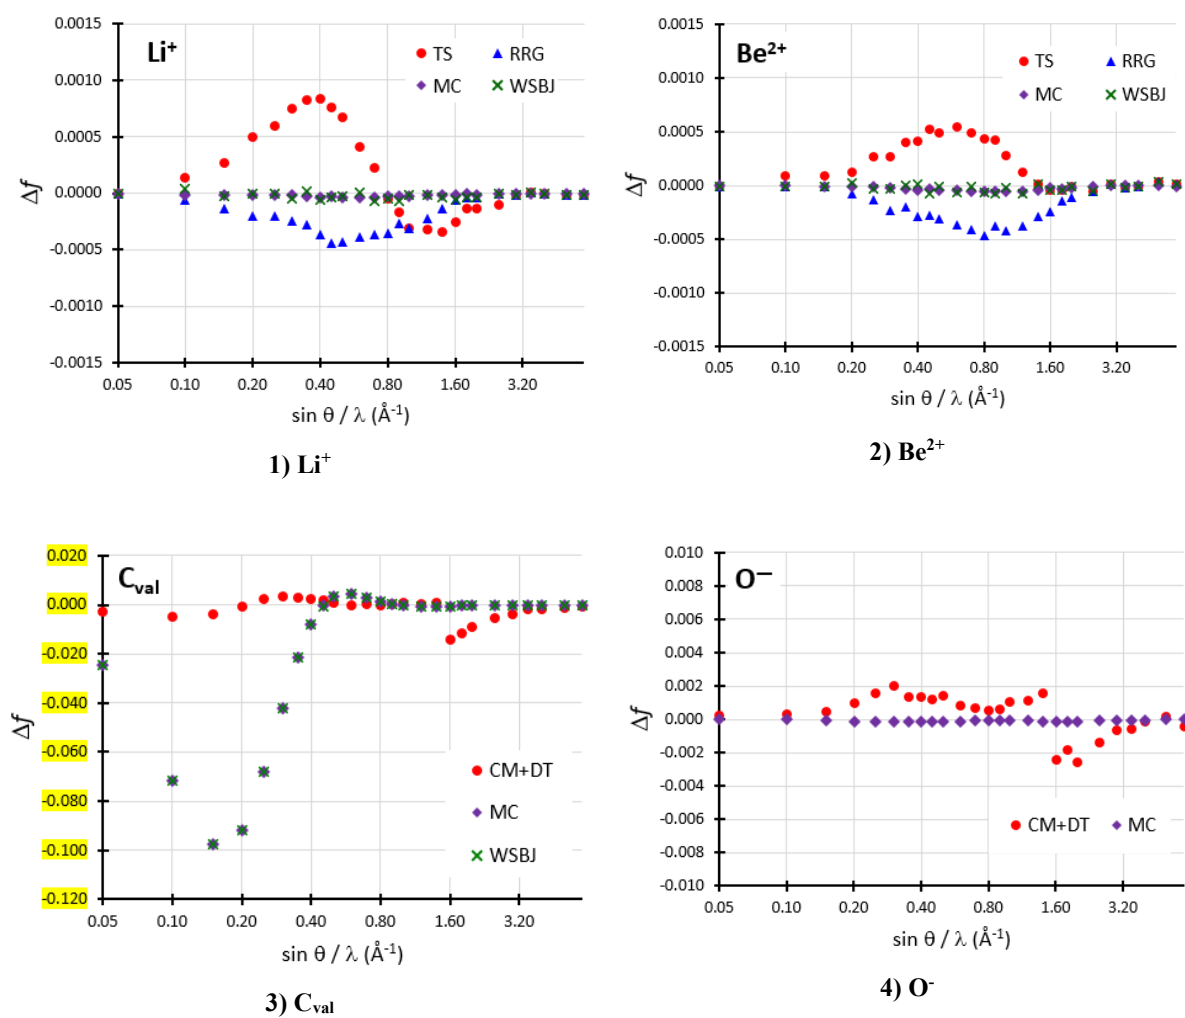 0.0015
0.0010
0.0005
0.0000
-0.0005
-0.0010
-0.0015
Δf
Li⁺
TS
RRG
MC
WSBJ
0.05 0.10 0.20 0.40 0.80 1.60 3.20
sin θ / λ (Å⁻¹)
1) Li⁺
0.0015
0.0010
0.0005
0.0000
-0.0005
-0.0010
-0.0015
Δf
Be²⁺
TS
RRG
MC
WSBJ
0.05 0.10 0.20 0.40 0.80 1.60 3.20
sin θ / λ (Å⁻¹)
2) Be²⁺
0.020
0.000
-0.020
-0.040
-0.060
-0.080
-0.100
-0.120
Δf
Cᵥₐₗ
CM+DT
MC
WSBJ
0.05 0.10 0.20 0.40 0.80 1.60 3.20
sin θ / λ (Å⁻¹)
3) Cᵥₐₗ
0.010
0.008
0.006
0.004
0.002
0.000
-0.002
-0.004
-0.006
-0.008
-0.010
Δf
O⁻
CM+DT
MC
0.05 0.10 0.20 0.40 0.80 1.60 3.20
sin θ / λ (Å⁻¹)
4) O⁻